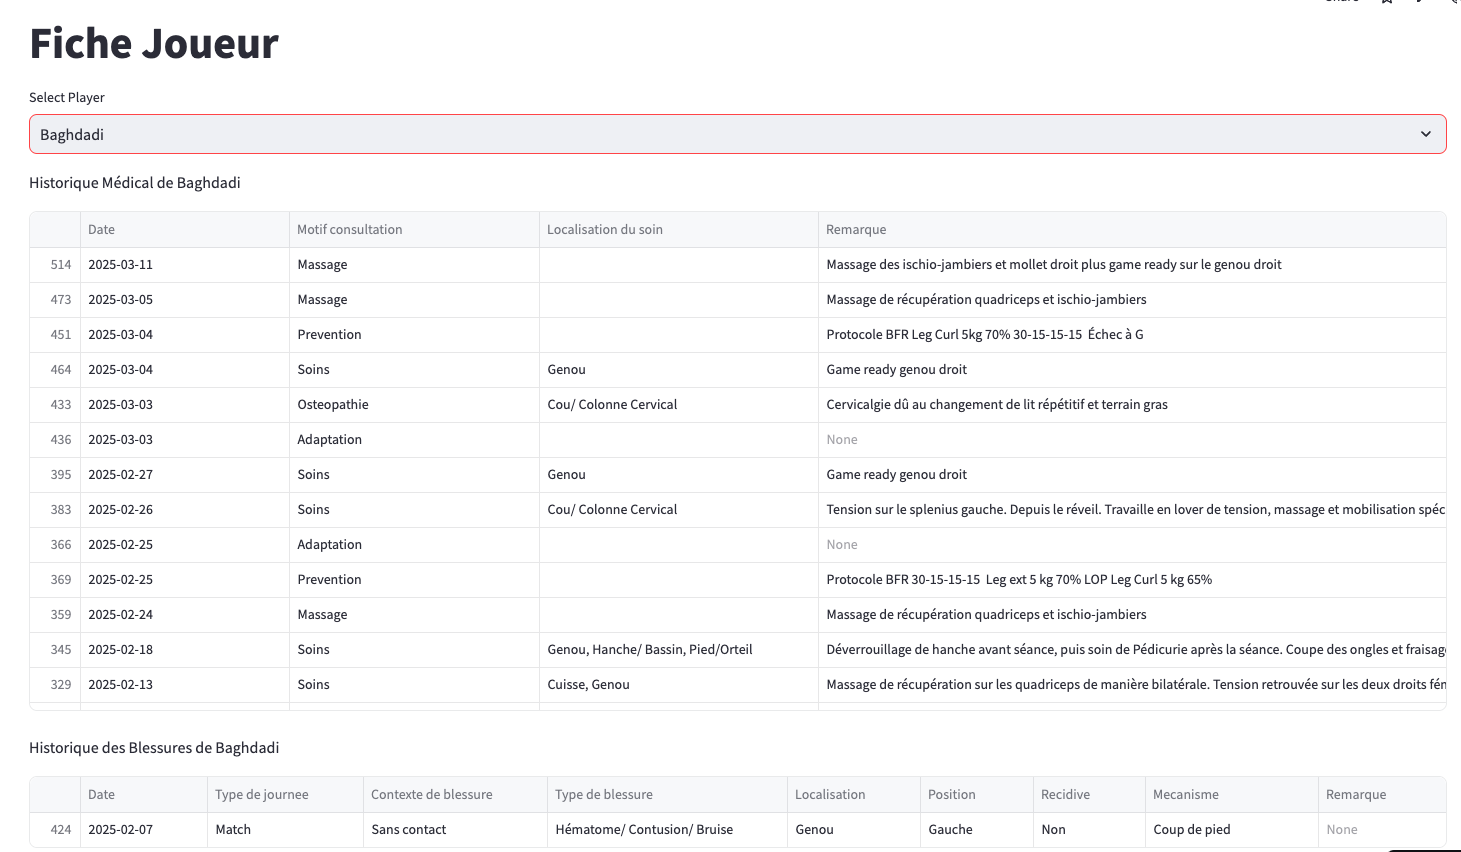 Fiche Joueur
Select Player
Baghdadi
Historique Médical de Baghdadi
Date Motif consultation Localisation du soin Remarque
514 2025-03-11 Massage Massage des ischio-jambiers et mollet droit plus game ready sur le genou droit
473 2025-03-05 Massage Massage de récupération quadriceps et ischio-jambiers
451 2025-03-04 Prevention Protocole BFR Leg Curl 5kg 70% 30-15-15-15 Échec à G
464 2025-03-04 Soins Genou Game ready genou droit
433 2025-03-03 Osteopathie Cou/ Colonne Cervical Cervicalgie dû au changement de lit répétitif et terrain gras
436 2025-03-03 Adaptation None
395 2025-02-27 Soins Genou Game ready genou droit
383 2025-02-26 Soins Cou/ Colonne Cervical Tension sur le splenius gauche. Depuis le réveil. Travaille en lover de tension, massage et mobilisation spéc
366 2025-02-25 Adaptation None
369 2025-02-25 Prevention Protocole BFR 30-15-15-15 Leg ext 5 kg 70% LOP Leg Curl 5 kg 65%
359 2025-02-24 Massage Massage de récupération quadriceps et ischio-jambiers
345 2025-02-18 Soins Genou, Hanche/ Bassin, Pied/Orteil Déverrouillage de hanche avant séance, puis soin de Pédicurie après la séance. Coupe des ongles et fraisage
329 2025-02-13 Soins Cuisse, Genou Massage de récupération sur les quadriceps de manière bilatérale. Tension retrouvée sur les deux droits fém
Historique des Blessures de Baghdadi
Date Type de journee Contexte de blessure Type de blessure Localisation Position Recidive Mecanisme Remarque
424 2025-02-07 Match Sans contact Hématome/ Contusion/ Bruise Genou Gauche Non Coup de pied None